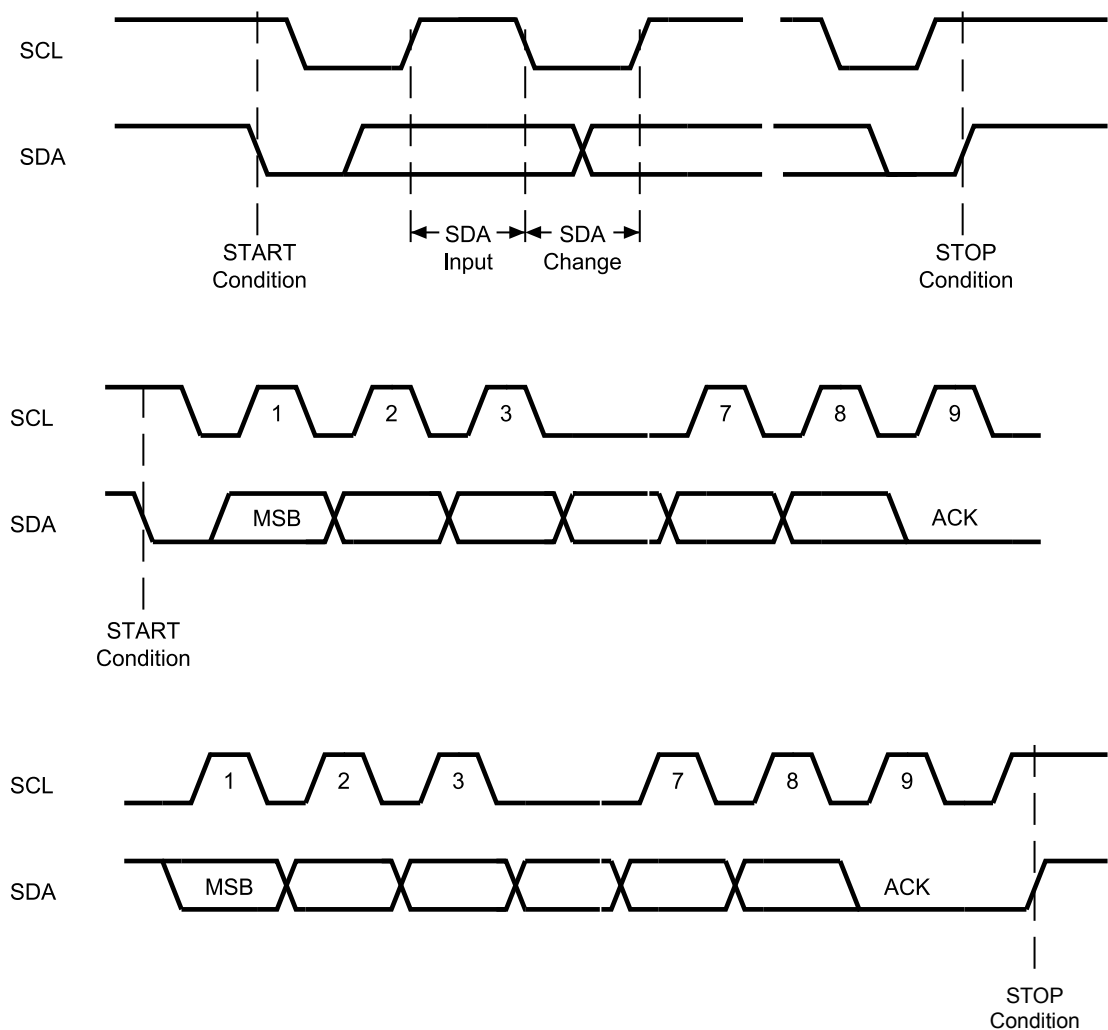 SCL
SDA
START
Condition
SDA
Input
SDA
Change
STOP
Condition
SCL
1 2 3 7 8 9
SDA
MSB ACK
START
Condition
SCL
1 2 3 7 8 9
SDA
MSB ACK
STOP
Condition